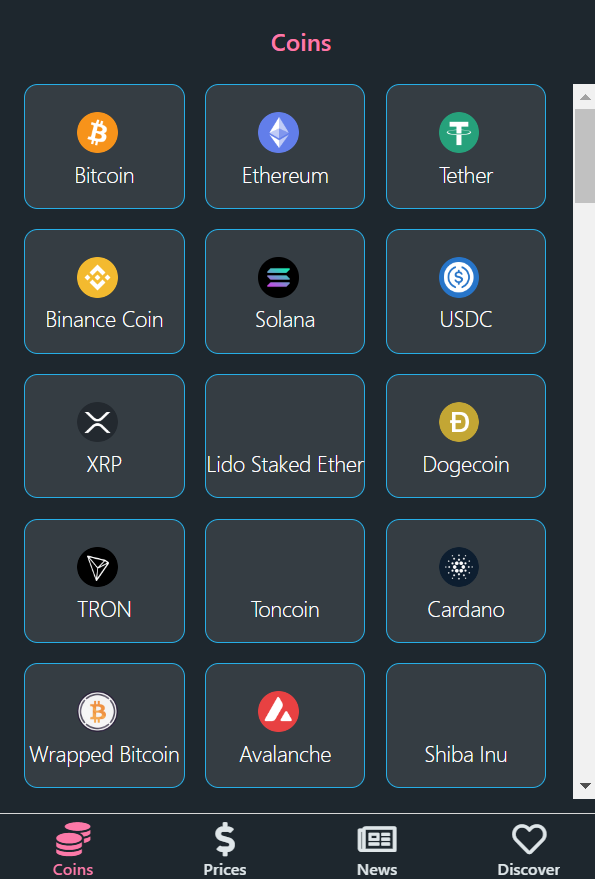 Coins
Bitcoin
Ethereum
Tether
Binance Coin
Solana
USDC
XRP
Lido Staked Ether
Dogecoin
TRON
Toncoin
Cardano
Wrapped Bitcoin
Avalanche
Shiba Inu
Coins
Prices
News
Discover